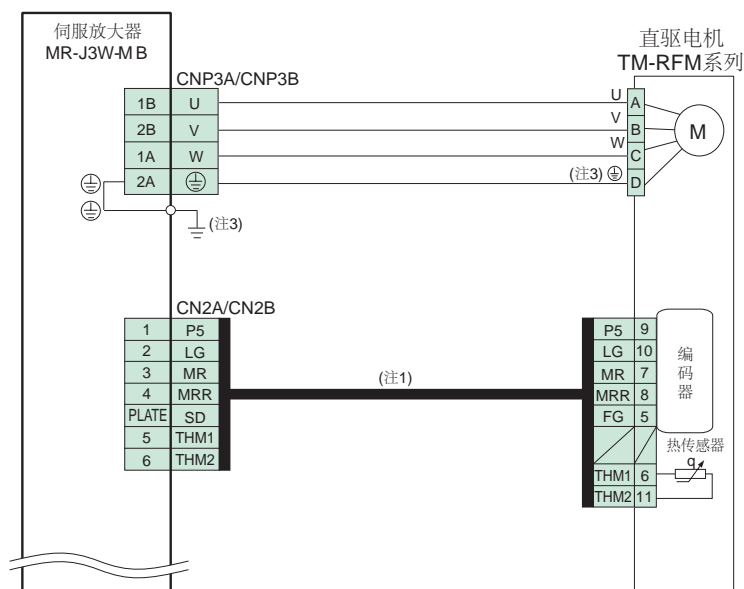 伺服放大器
MR-J3W-MB
直驱电机
TM-RFM系列
CNP3A/CNP3B
1B U
2B V
1A W
2A
U A
V B
W C
(注3) D
M
(注3)
CN2A/CN2B
1 P5
2 LG
3 MR
4 MRR
PLATE SD
5 THM1
6 THM2
(注1)
P5 9
LG 10
MR 7
MRR 8
FG 5
THM1 6
THM2 11
编码器
热传感器
q